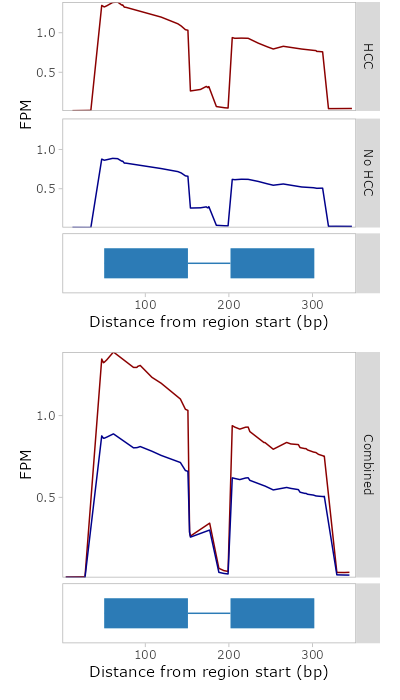 1.0
0.5
HCC
FPM
1.0
0.5
No HCC
100 200 300
Distance from region start (bp)
1.0
0.5
FPM
Combined
100 200 300
Distance from region start (bp)